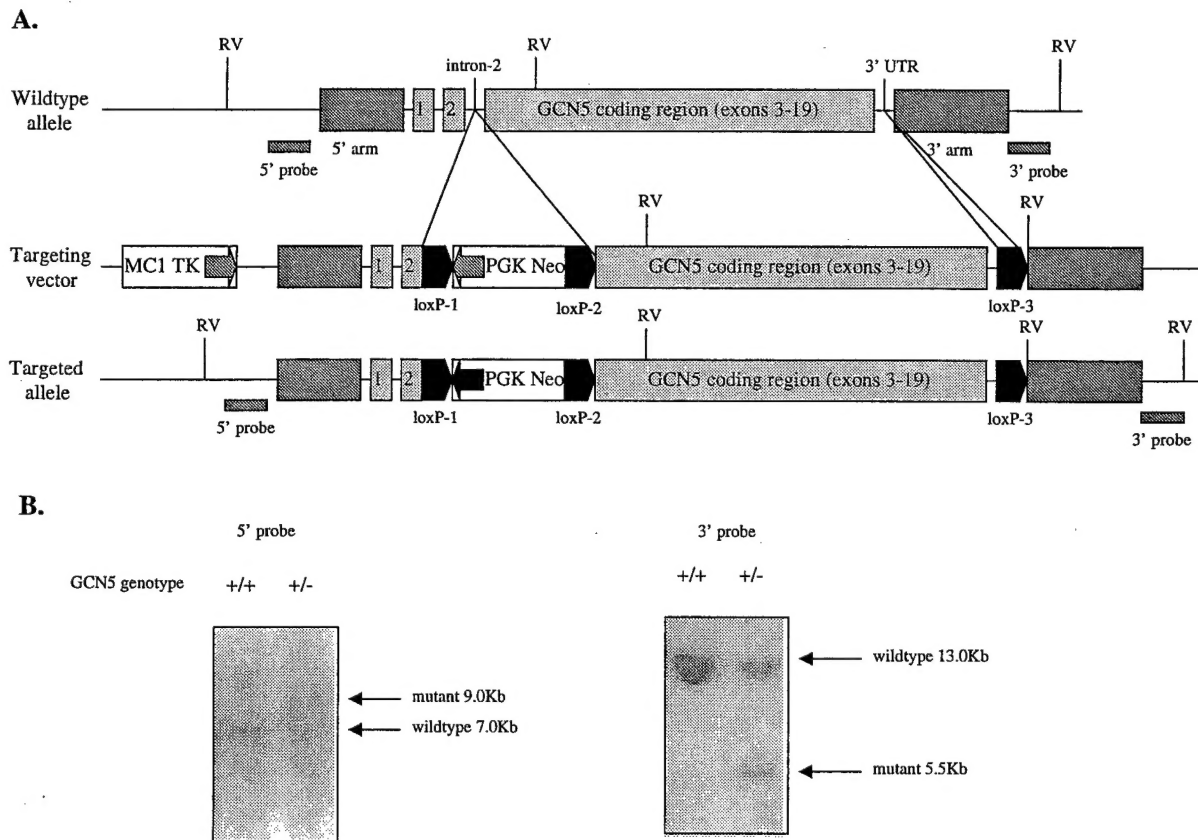 A.
RV
RV
RV
intron-2
3' UTR
Wildtype allele
1
2
GCN5 coding region (exons 3-19)
5' arm
3' arm
5' probe
3' probe
RV
RV
Targeting vector
MC1 TK
1
2
PGK Neo
GCN5 coding region (exons 3-19)
loxP-1
loxP-2
loxP-3
RV
RV
RV
RV
Targeted allele
1
2
PGK Neo
GCN5 coding region (exons 3-19)
loxP-1
loxP-2
loxP-3
5' probe
3' probe
B.
5' probe
3' probe
GCN5 genotype
+/+
+/-
+/+
+/-
mutant 9.0Kb
wildtype 7.0Kb
wildtype 13.0Kb
mutant 5.5Kb